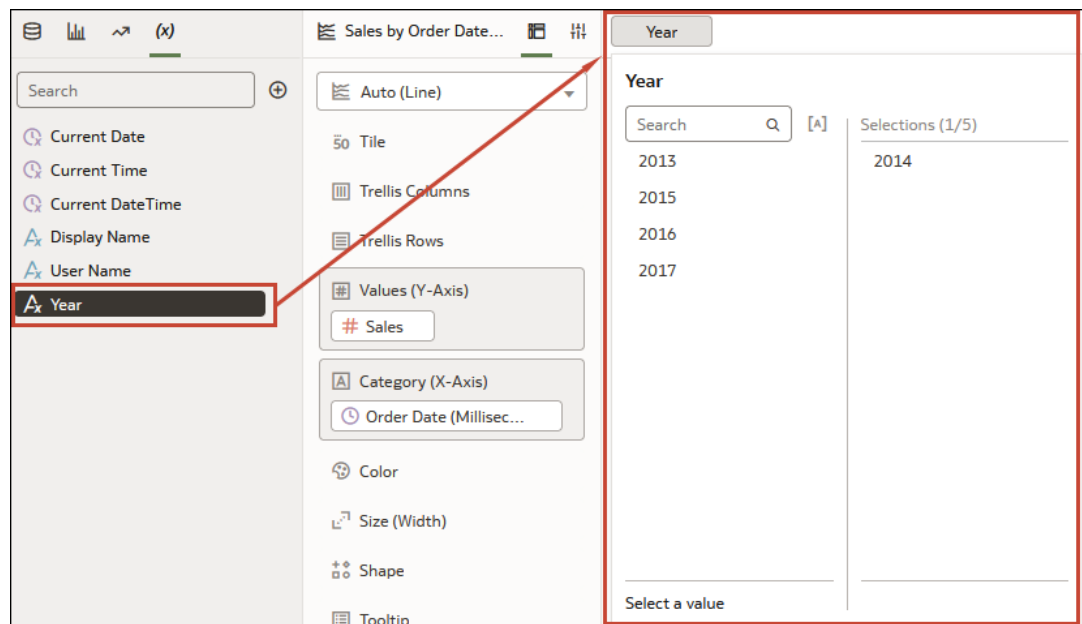 (x)
Search
Current Date
Current Time
Current DateTime
Display Name
User Name
Year
Sales by Order Date...
Auto (Line)
50 Tile
Trellis Columns
Trellis Rows
# Values (Y-Axis)
# Sales
A Category (X-Axis)
Order Date (Millisec...
Color
Size (Width)
Shape
Tooltip
Year
Year
Search [A]
2013
2015
2016
2017
Select a value
Selections (1/5)
2014